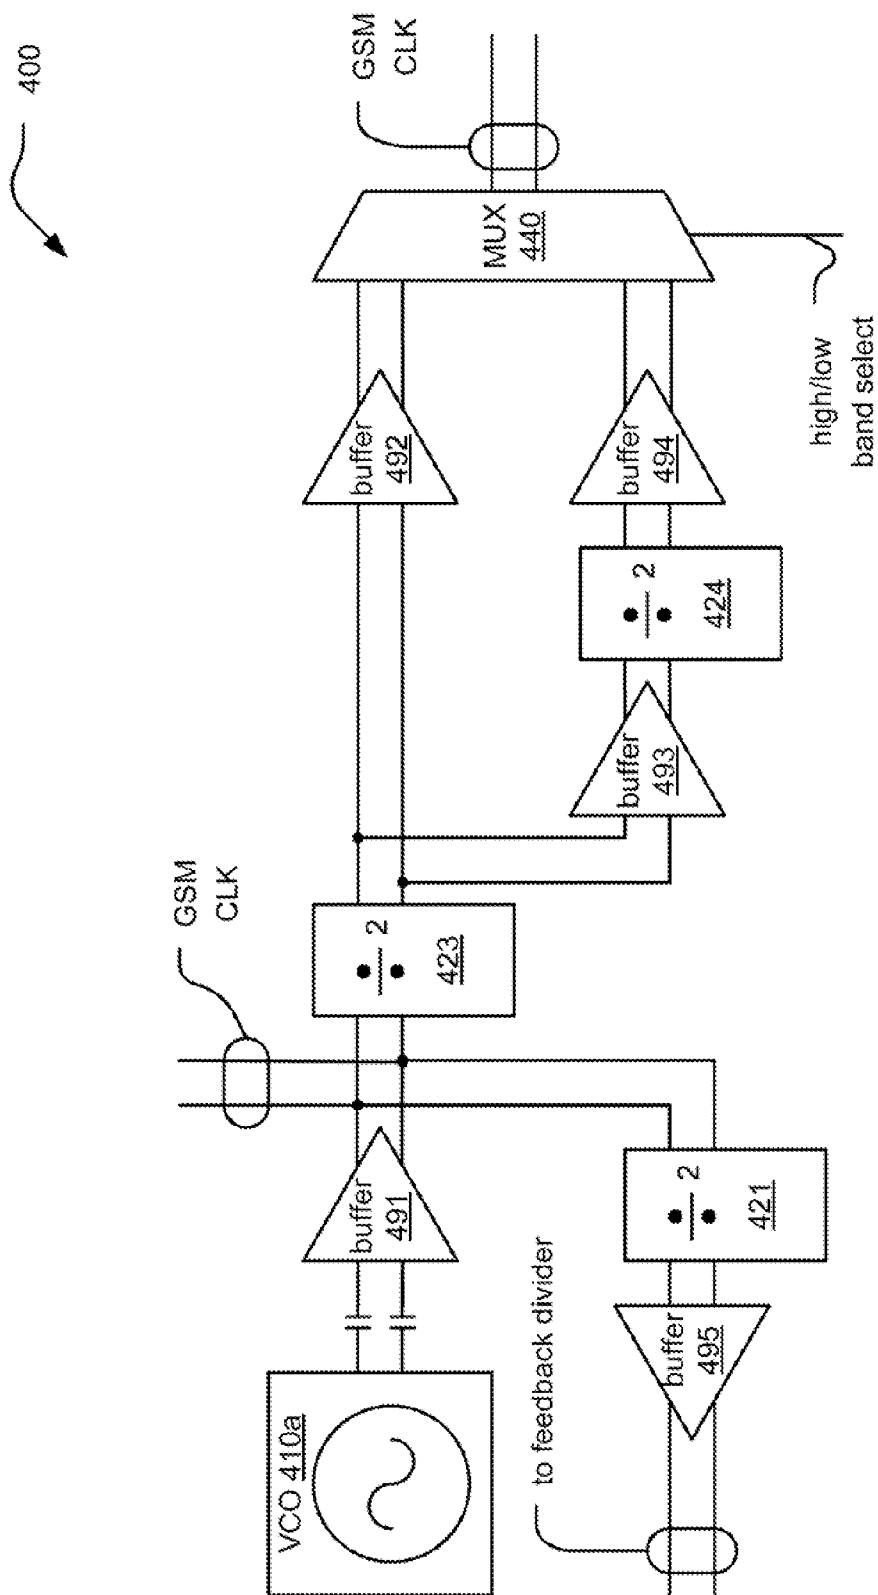 400
VCO 410a
buffer
491
GSM
CLK
÷ 2
423
buffer
492
buffer
493
÷ 2
424
buffer
494
MUX
440
GSM
CLK
high/low
band select
÷ 2
421
buffer
495
to feedback divider